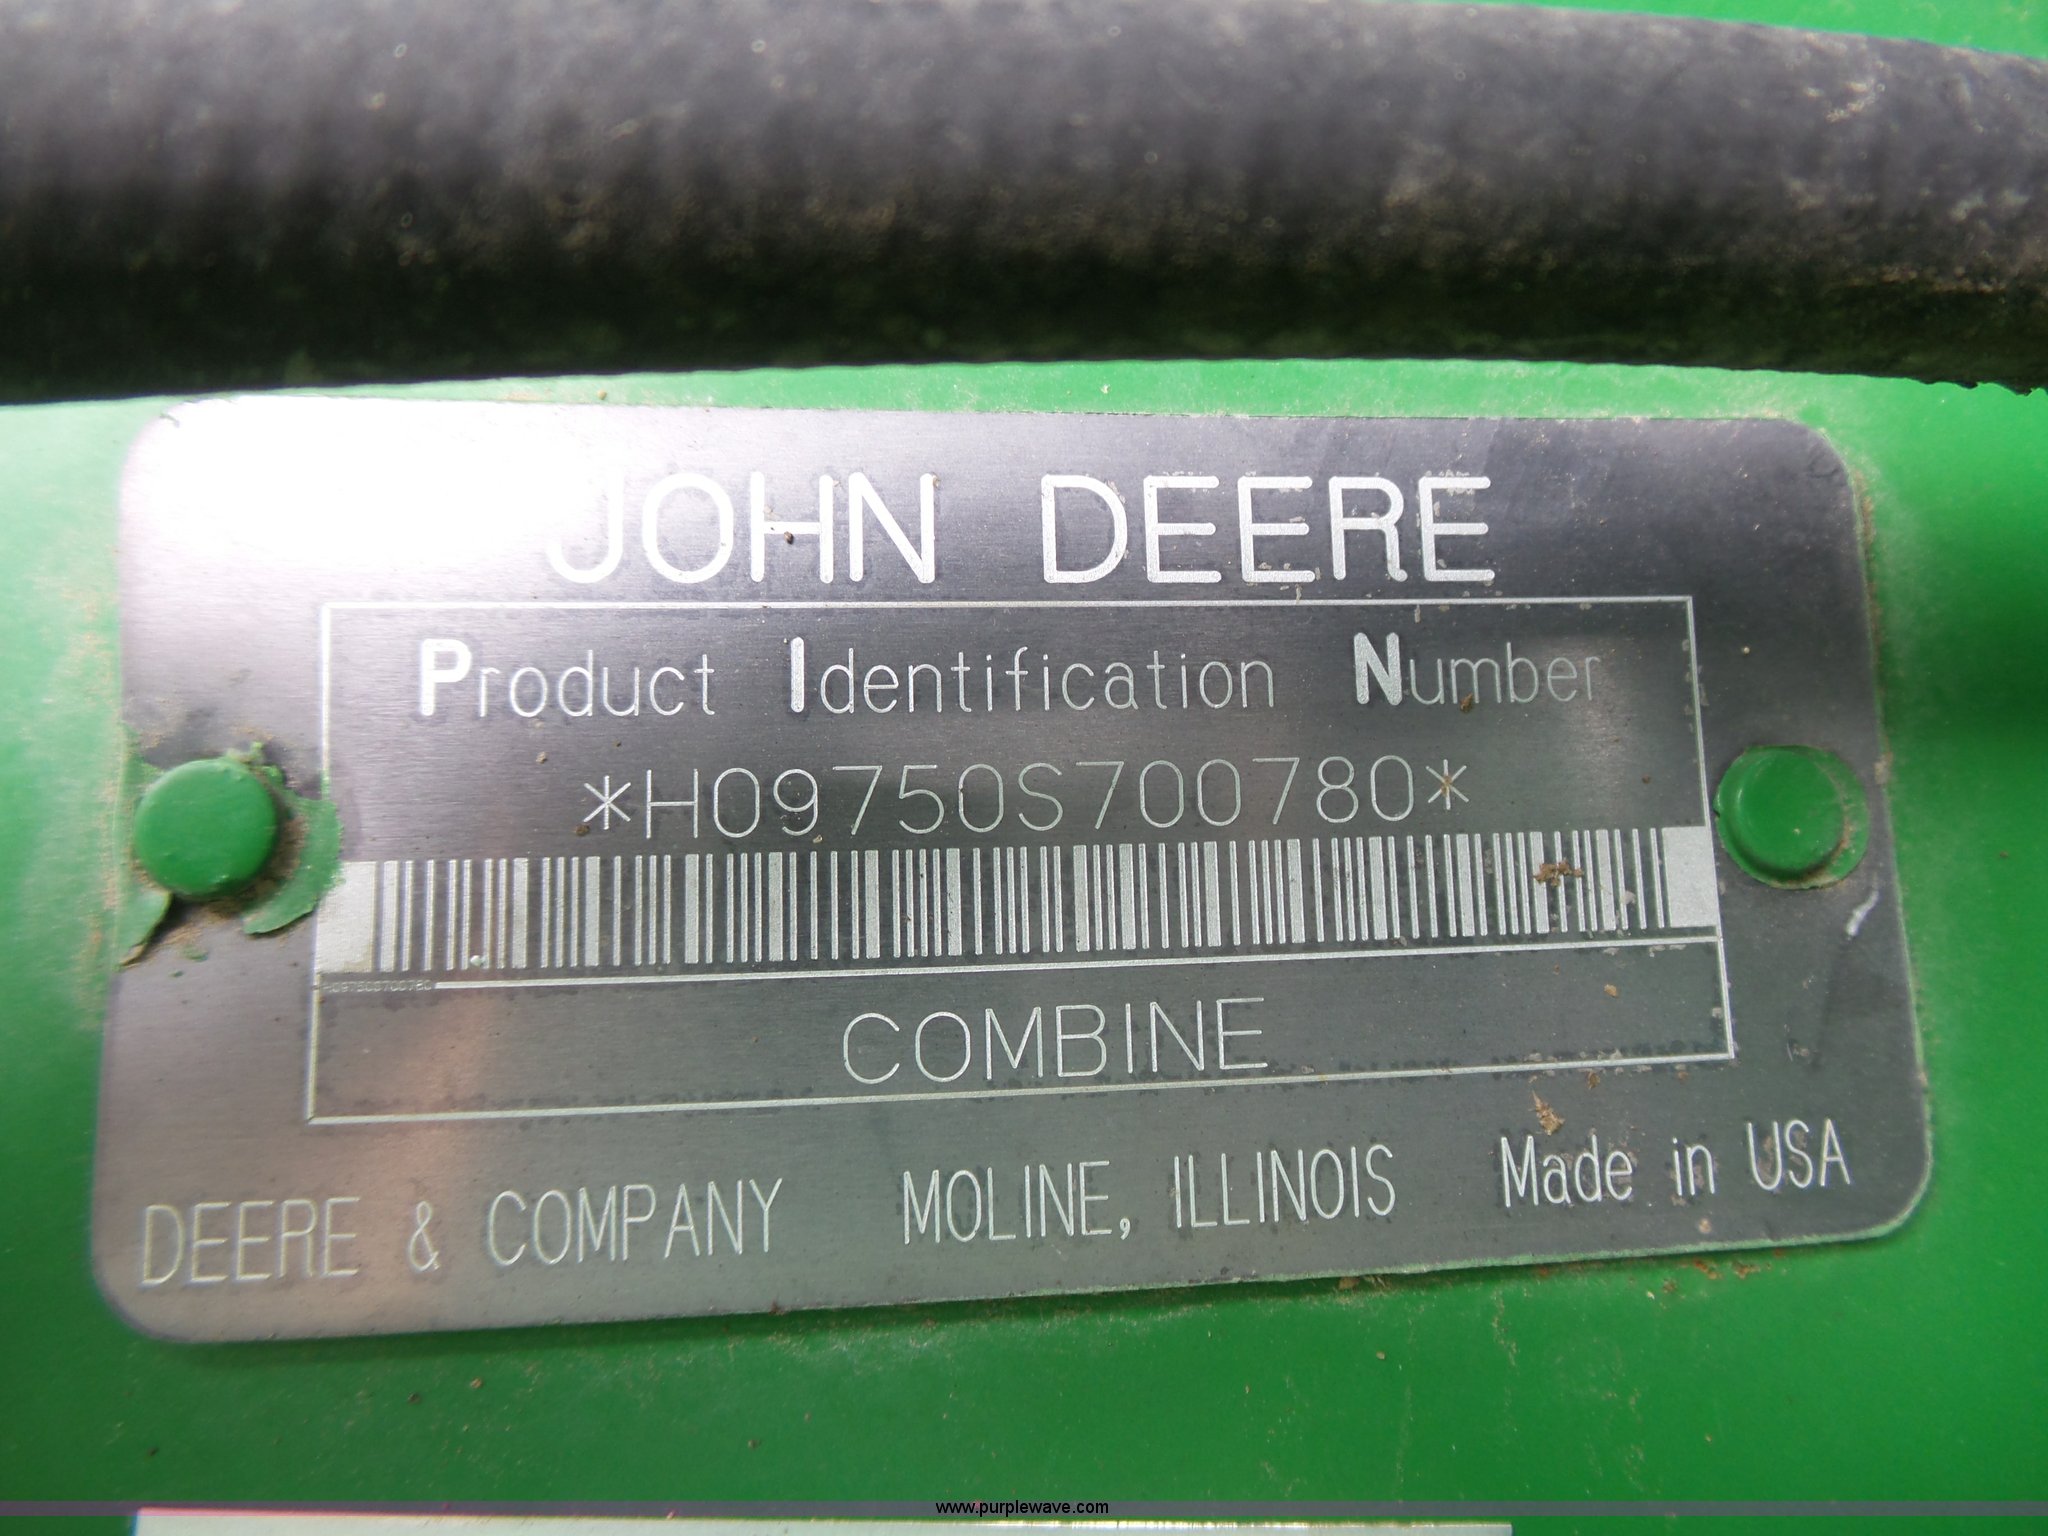 JOHN DEERE
Product Identification Number
*H09750S700780*
COMBINE
DEERE & COMPANY MOLINE, ILLINOIS Made in USA
www.purplewave.com